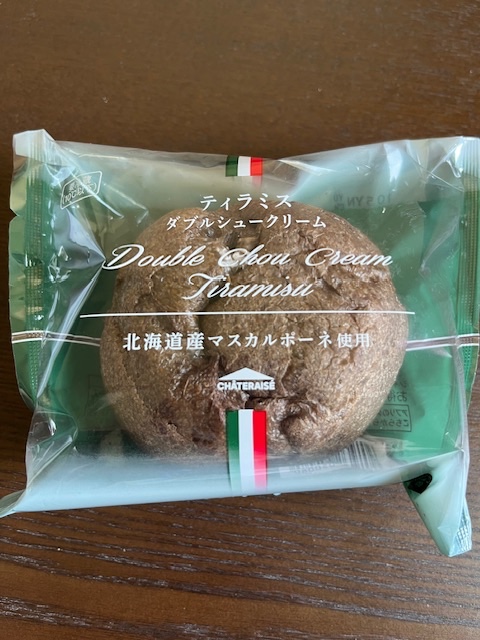 ティラミス
ダブルシュークリーム
Double Chou Cream
Tiramisu
北海道産マスカルポーネ使用
CHÂTERAISÉ